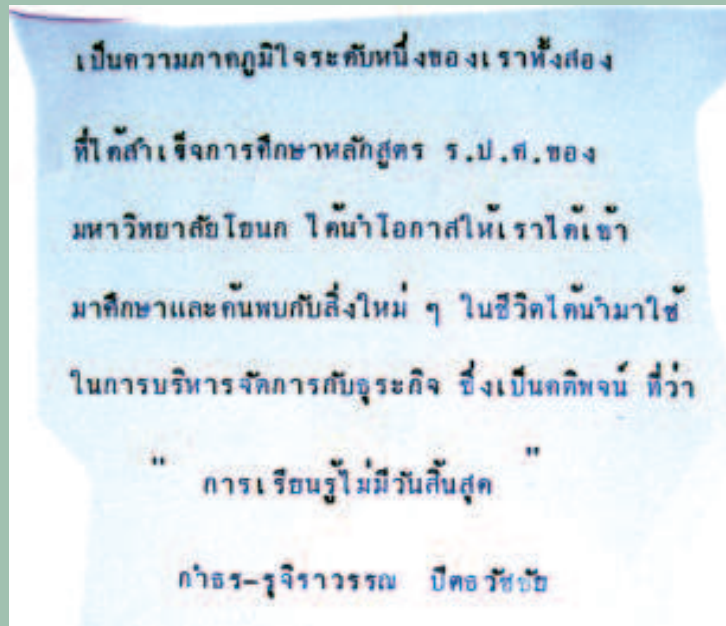 เป็นความภาคภูมิใจระดับหนึ่งของเราทั้งสอง
ที่ได้สำเร็จการศึกษาหลักสูตร ร.ป.ศ.ของ
มหาวิทยาลัยโยนก ได้นำโอกาสให้เราได้เข้า
มาศึกษาและค้นพบกับสิ่งใหม่ ๆ ในชีวิตได้นำมาใช้
ในการบริหารจัดการกับธุระกิจ ซึ่งเป็นคติพจน์ ที่ว่า
" การเรียนรู้ไม่มีวันสิ้นสุด "
กำธร-รุจิราวรรณ ปีตธวัชชัย